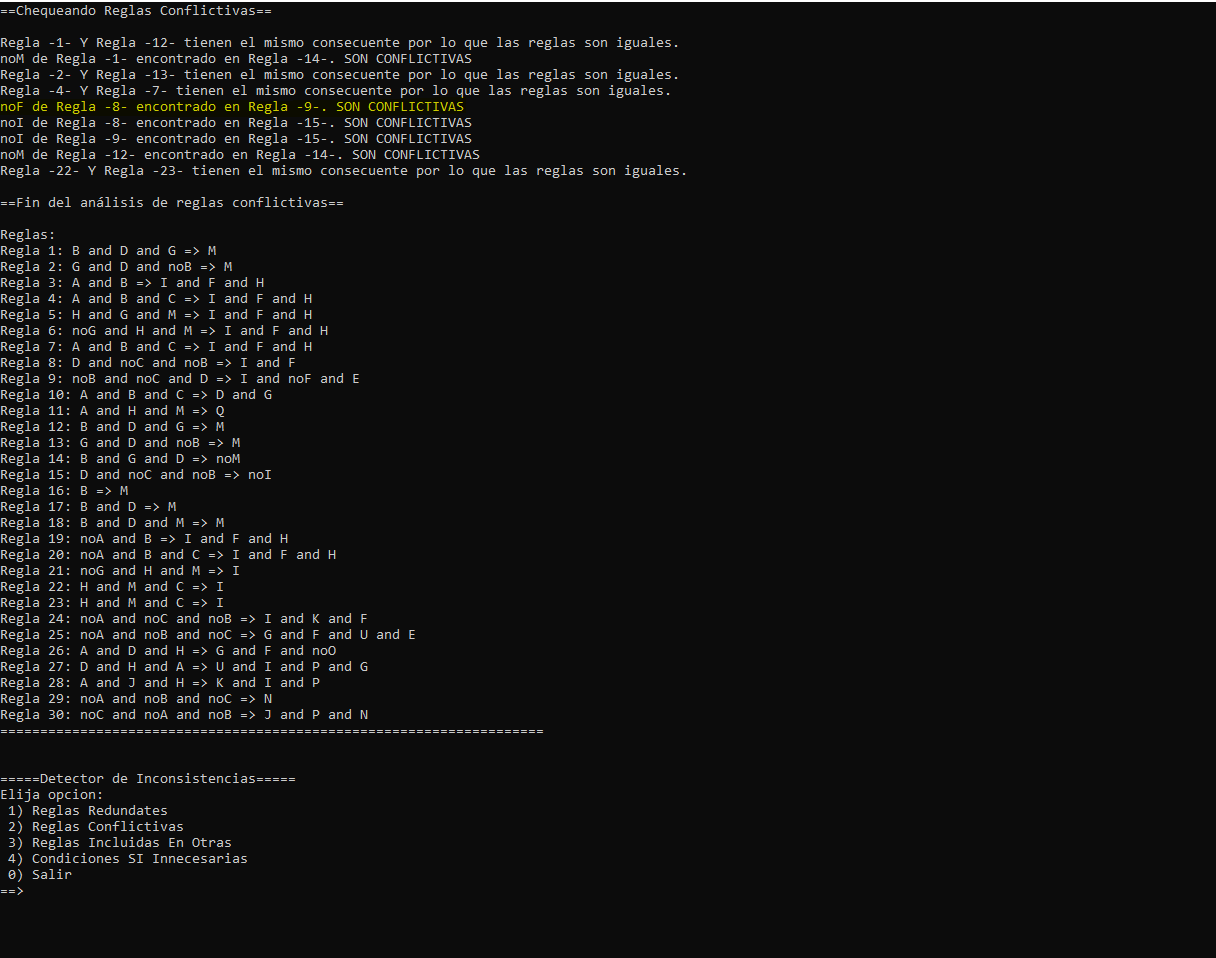 ==Chequeando Reglas Conflictivas==
Regla -1- Y Regla -12- tienen el mismo consecuente por lo que las reglas son iguales.
noM de Regla -1- encontrado en Regla -14-. SON CONFLICTIVAS
Regla -2- Y Regla -13- tienen el mismo consecuente por lo que las reglas son iguales.
Regla -4- Y Regla -7- tienen el mismo consecuente por lo que las reglas son iguales.
noF de Regla -8- encontrado en Regla -9-. SON CONFLICTIVAS
noI de Regla -8- encontrado en Regla -15-. SON CONFLICTIVAS
noI de Regla -9- encontrado en Regla -15-. SON CONFLICTIVAS
noM de Regla -12- encontrado en Regla -14-. SON CONFLICTIVAS
Regla -22- Y Regla -23- tienen el mismo consecuente por lo que las reglas son iguales.
==Fin del análisis de reglas conflictivas==
Reglas:
Regla 1: B and D and G => M
Regla 2: G and D and noB => M
Regla 3: A and B => I and F and H
Regla 4: A and B and C => I and F and H
Regla 5: H and G and M => I and F and H
Regla 6: noG and H and M => I and F and H
Regla 7: A and B and C => I and F and H
Regla 8: D and noC and noB => I and F
Regla 9: noB and noC and D => I and noF and E
Regla 10: A and B and C => D and G
Regla 11: A and H and M => Q
Regla 12: B and D and G => M
Regla 13: G and D and noB => M
Regla 14: B and G and D => noM
Regla 15: D and noC and noB => noI
Regla 16: B => M
Regla 17: B and D => M
Regla 18: B and D and M => M
Regla 19: noA and B => I and F and H
Regla 20: noA and B and C => I and F and H
Regla 21: noG and H and M => I
Regla 22: H and M and C => I
Regla 23: H and M and C => I
Regla 24: noA and noC and noB => I and K and F
Regla 25: noA and noB and noC => G and F and U and E
Regla 26: A and D and H => G and F and noO
Regla 27: D and H and A => U and I and P and G
Regla 28: A and J and H => K and I and P
Regla 29: noA and noB and noC => N
Regla 30: noC and noA and noB => J and P and N
====================================================================
=====Detector de Inconsistencias=====
Elija opcion:
1) Reglas Redundates
2) Reglas Conflictivas
3) Reglas Incluidas En Otras
4) Condiciones SI Innecesarias
0) Salir
==>